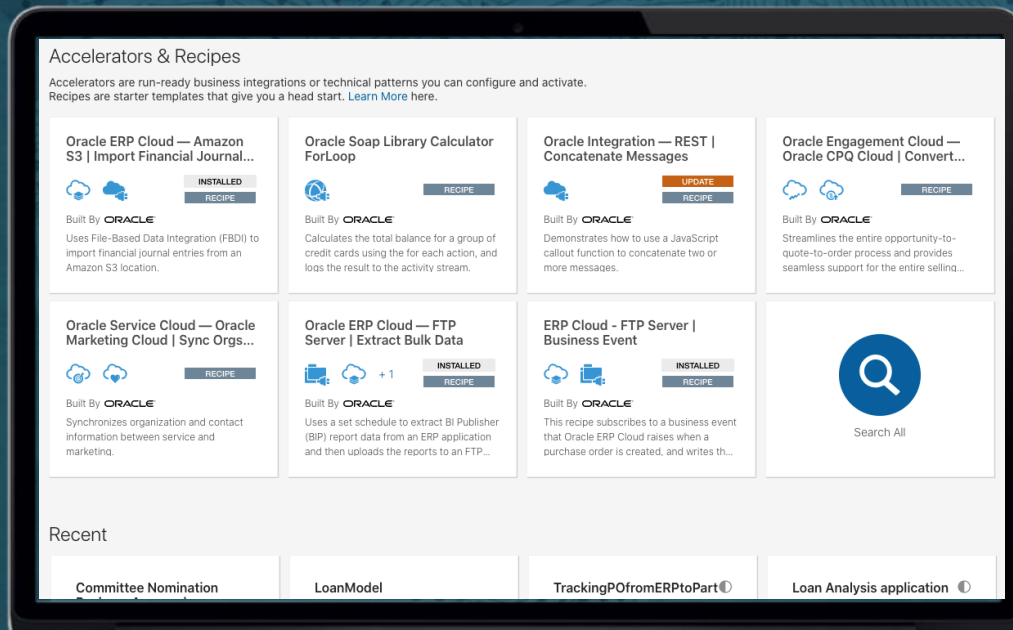 Accelerators & Recipes
Accelerators are run-ready business integrations or technical patterns you can configure and activate.
Recipes are starter templates that give you a head start. Learn More here.
Oracle ERP Cloud — Amazon
S3 | Import Financial Journal...
INSTALLED
RECIPE
Built By ORACLE
Uses File-Based Data Integration (FBDI) to
import financial journal entries from an
Amazon S3 location.
Oracle Soap Library Calculator
ForLoop
RECIPE
Built By ORACLE
Calculates the total balance for a group of
credit cards using the for each action, and
logs the result to the activity stream.
Oracle Integration — REST |
Concatenate Messages
UPDATE
RECIPE
Built By ORACLE
Demonstrates how to use a JavaScript
callout function to concatenate two or
more messages.
Oracle Engagement Cloud —
Oracle CPQ Cloud | Convert...
RECIPE
Built By ORACLE
Streamlines the entire opportunity-to-
quote-to-order process and provides
seamless support for the entire selling...
Oracle Service Cloud — Oracle
Marketing Cloud | Sync Orgs...
RECIPE
Built By ORACLE
Synchronizes organization and contact
information between service and
marketing.
Oracle ERP Cloud — FTP
Server | Extract Bulk Data
+ 1
INSTALLED
RECIPE
Built By ORACLE
Uses a set schedule to extract BI Publisher
(BIP) report data from an ERP application
and then uploads the reports to an FTP...
ERP Cloud - FTP Server |
Business Event
INSTALLED
RECIPE
Built By ORACLE
This recipe subscribes to a business event
that Oracle ERP Cloud raises when a
purchase order is created, and writes th...
Search All
Recent
Committee Nomination
LoanModel
TrackingPOfromERPtoPart
Loan Analysis application